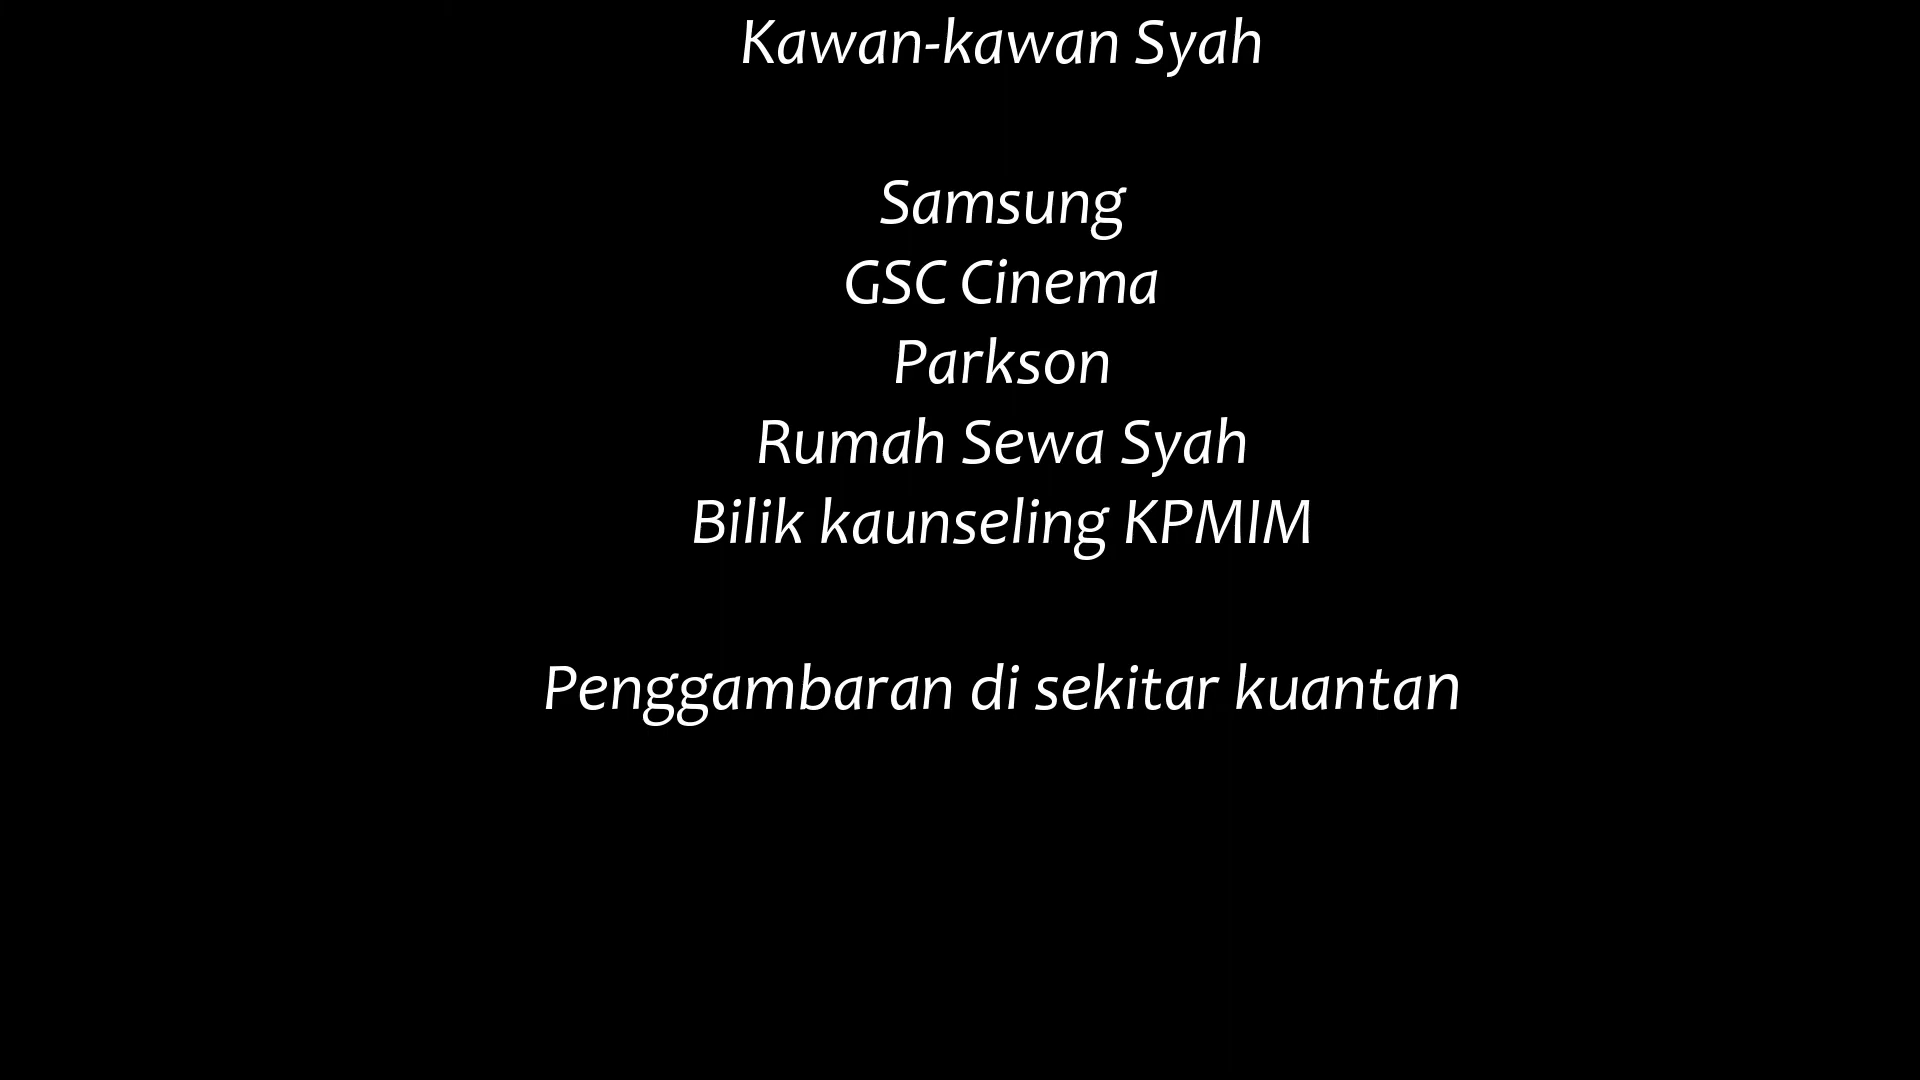 Kawan-kawan Syah
Samsung
GSC Cinema
Parkson
Rumah Sewa Syah
Bilik kaunseling KPMIM
Penggambaran di sekitar kuantan